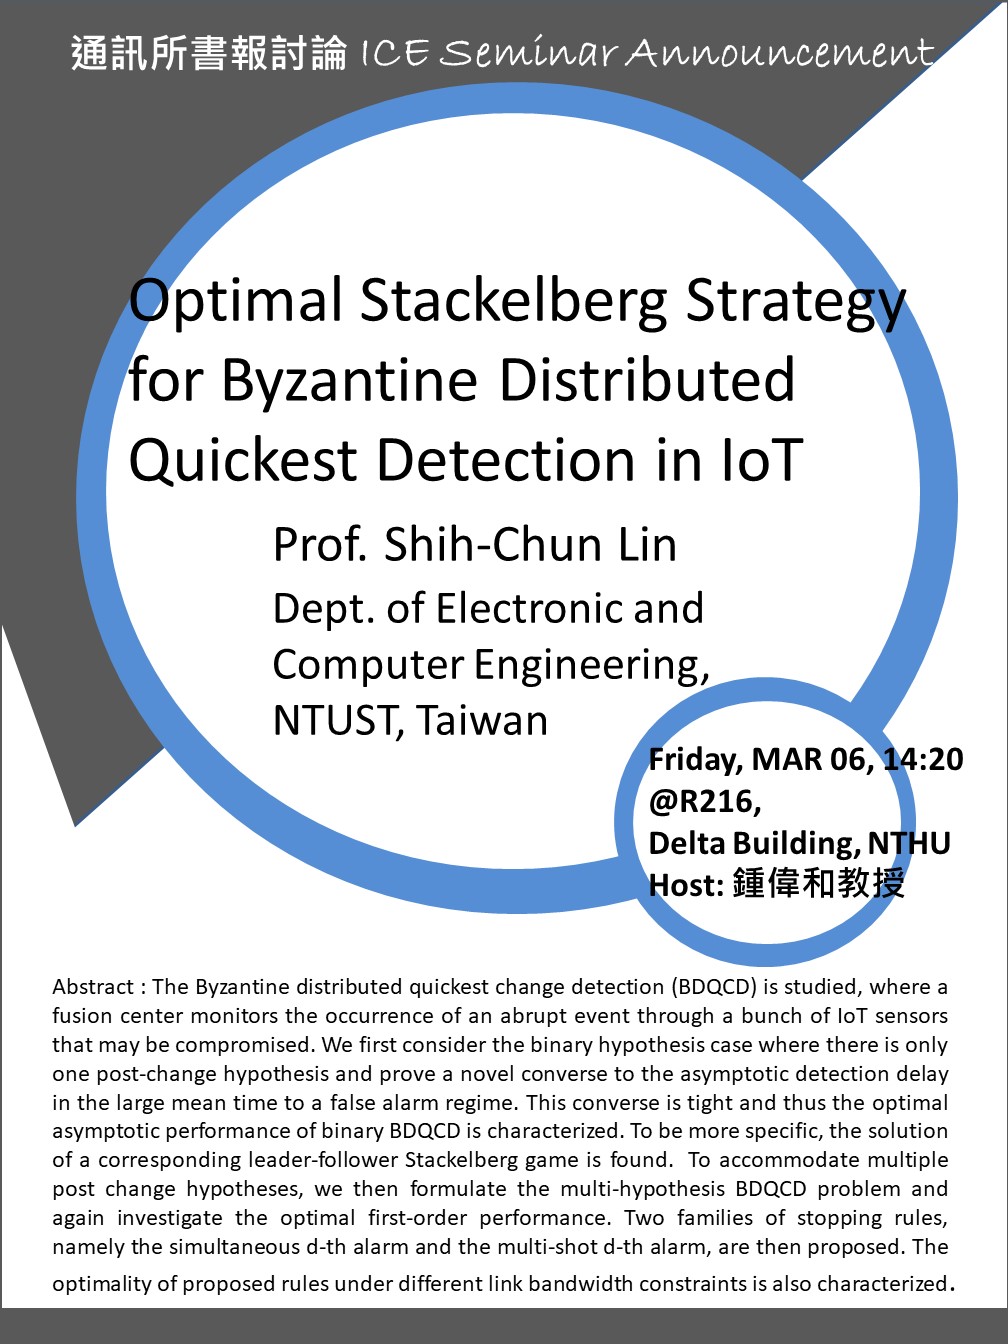 通訊所書報討論 ICE Seminar Announcement
Optimal Stackelberg Strategy
for Byzantine Distributed
Quickest Detection in IoT
Prof. Shih-Chun Lin
Dept. of Electronic and
Computer Engineering,
NTUST, Taiwan
Friday, MAR 06, 14:20
@R216,
Delta Building, NTHU
Host: 鍾偉和教授
Abstract : The Byzantine distributed quickest change detection (BDQCD) is studied, where a
fusion center monitors the occurrence of an abrupt event through a bunch of IoT sensors
that may be compromised. We first consider the binary hypothesis case where there is only
one post-change hypothesis and prove a novel converse to the asymptotic detection delay
in the large mean time to a false alarm regime. This converse is tight and thus the optimal
asymptotic performance of binary BDQCD is characterized. To be more specific, the solution
of a corresponding leader-follower Stackelberg game is found. To accommodate multiple
post change hypotheses, we then formulate the multi-hypothesis BDQCD problem and
again investigate the optimal first-order performance. Two families of stopping rules,
namely the simultaneous d-th alarm and the multi-shot d-th alarm, are then proposed. The
optimality of proposed rules under different link bandwidth constraints is also characterized.